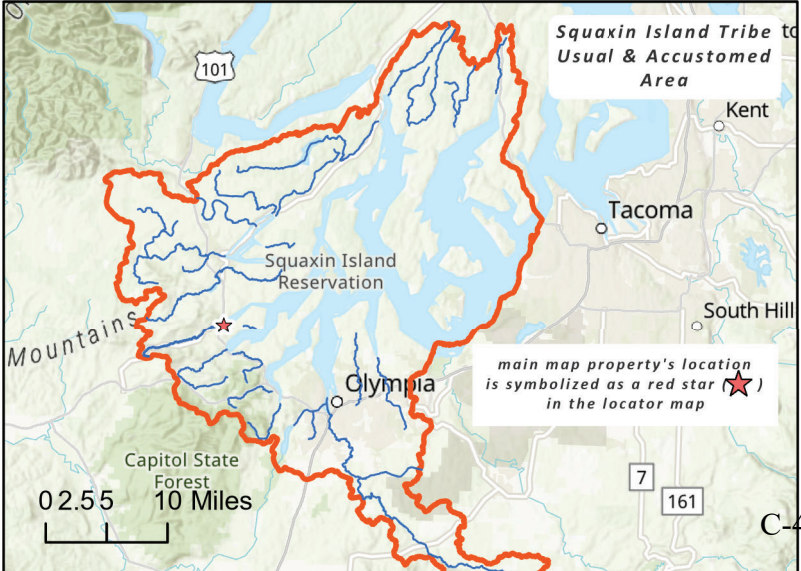 Squaxin Island Tribe
Usual & Accustomed
Area
101
Kent
Tacoma
Squaxin Island
Reservation
South Hill
Mountains
main map property's location
is symbolized as a red star ( )
in the locator map
Olympia
Capitol State
Forest
7
161
0 2.5 5 10 Miles